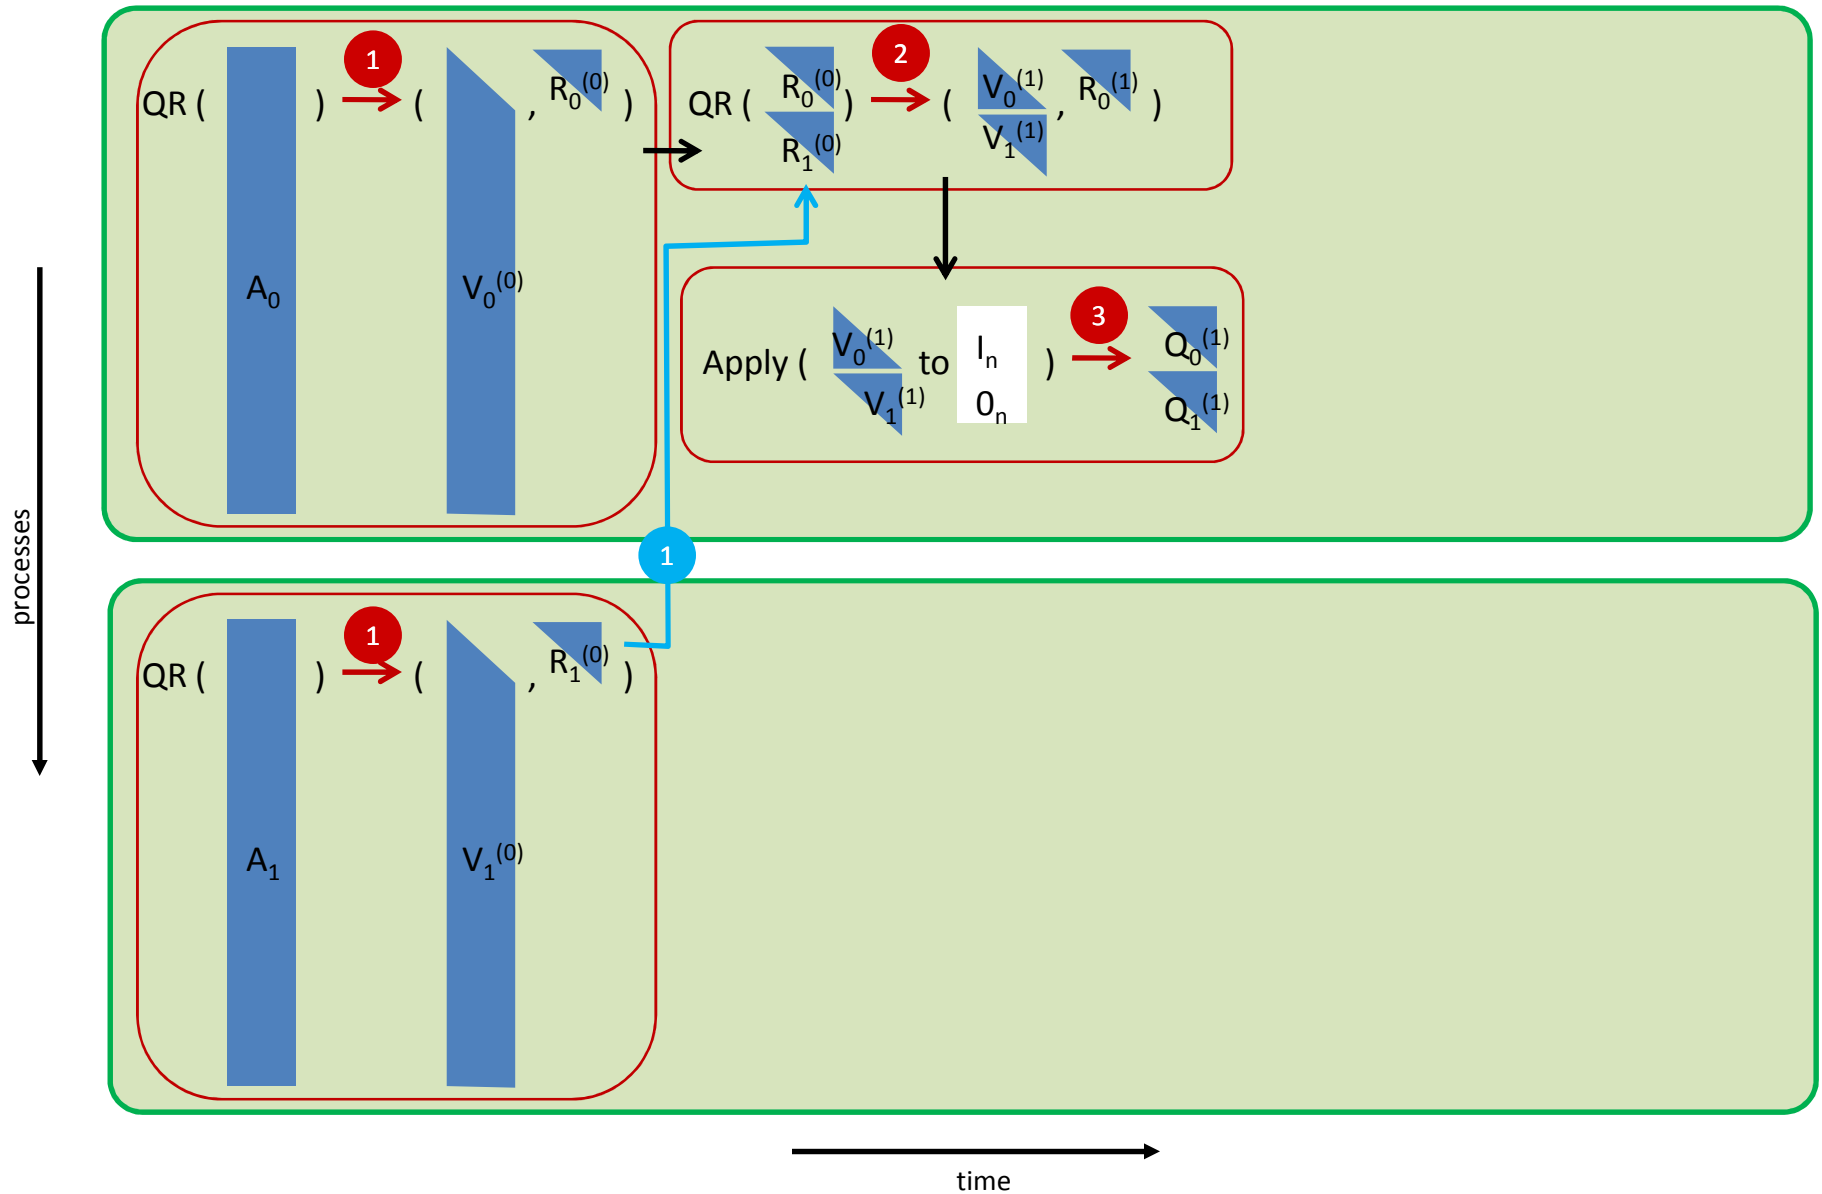 QR ( A₀ ) 1 ( V₀⁽⁰⁾ , R₀⁽⁰⁾ )
QR ( R₀⁽⁰⁾ R₁⁽⁰⁾ ) 2 ( V₀⁽¹⁾ V₁⁽¹⁾ , R₀⁽¹⁾ )
Apply ( V₀⁽¹⁾ V₁⁽¹⁾ to Iₙ 0ₙ ) 3 Q₀⁽¹⁾ Q₁⁽¹⁾
1
QR ( A₁ ) 1 ( V₁⁽⁰⁾ , R₁⁽⁰⁾ )
processes
time